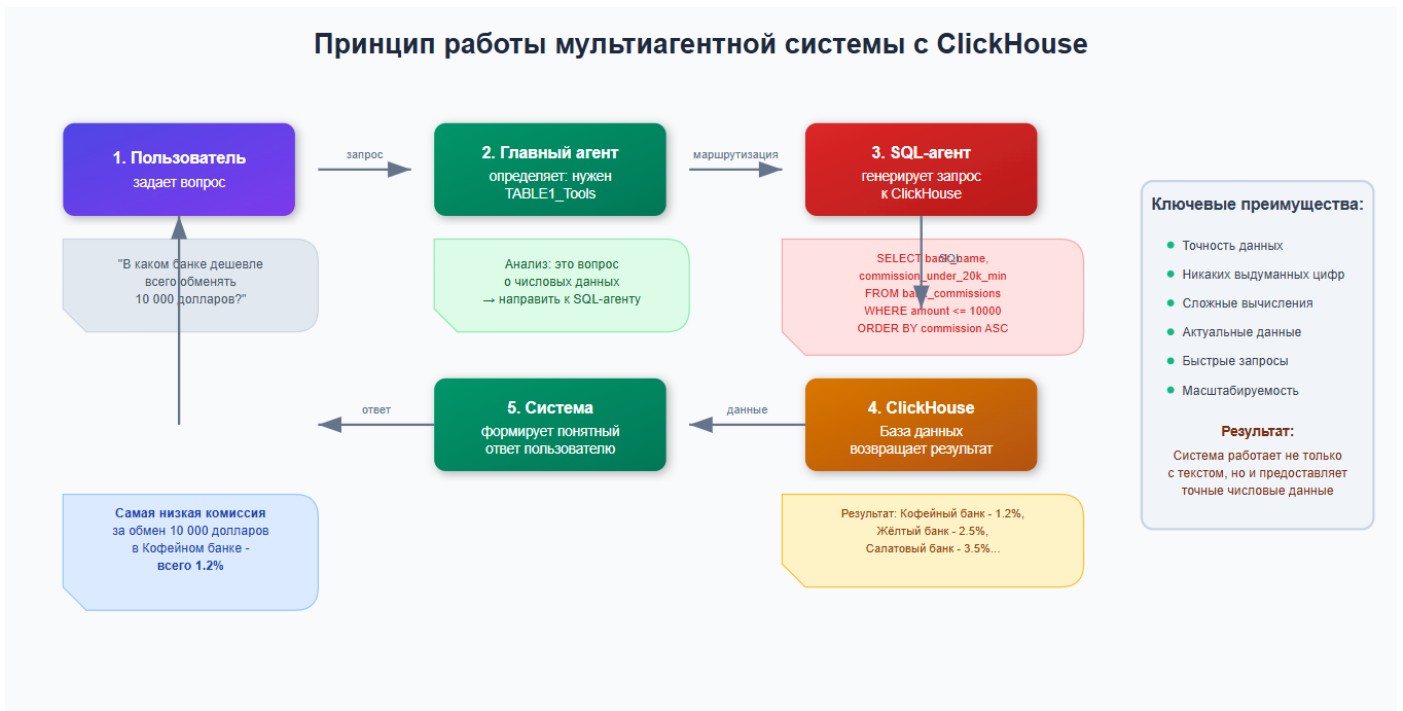 Принцип работы мультиагентной системы с ClickHouse
1. Пользователь
задает вопрос
запрос
2. Главный агент
определяет: нужен
TABLE1_Tools
маршрутизация
3. SQL-агент
генерирует запрос
к ClickHouse
"В каком банке дешевле
всего обменять
10 000 долларов?"
Анализ: это вопрос
о числовых данных
→ направить к SQL-агенту
SQL
SELECT bank_name,
commission_under_20k_min
FROM bank_commissions
WHERE amount <= 10000
ORDER BY commission ASC
4. ClickHouse
База данных
возвращает результат
данные
5. Система
формирует понятный
ответ пользователю
ответ
Результат: Кофейный банк - 1.2%,
Жёлтый банк - 2.5%,
Салатовый банк - 3.5%...
Самая низкая комиссия
за обмен 10 000 долларов
в Кофейном банке -
всего 1.2%
Ключевые преимущества:
Точность данных
Никаких выдуманных цифр
Сложные вычисления
Актуальные данные
Быстрые запросы
Масштабируемость
Результат:
Система работает не только
с текстом, но и предоставляет
точные числовые данные